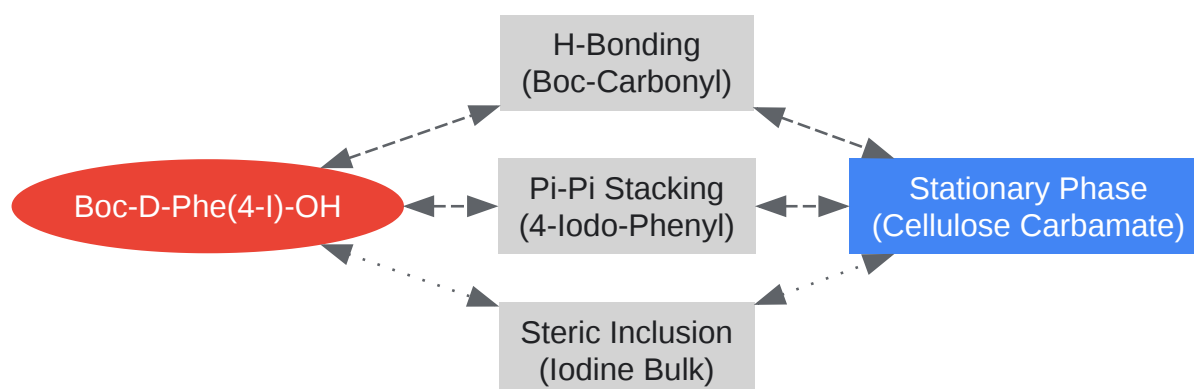 H-Bonding
(Boc-Carbonyl)
Boc-D-Phe(4-I)-OH
Pi-Pi Stacking
(4-Iodo-Phenyl)
Stationary Phase
(Cellulose Carbamate)
Steric Inclusion
(Iodine Bulk)